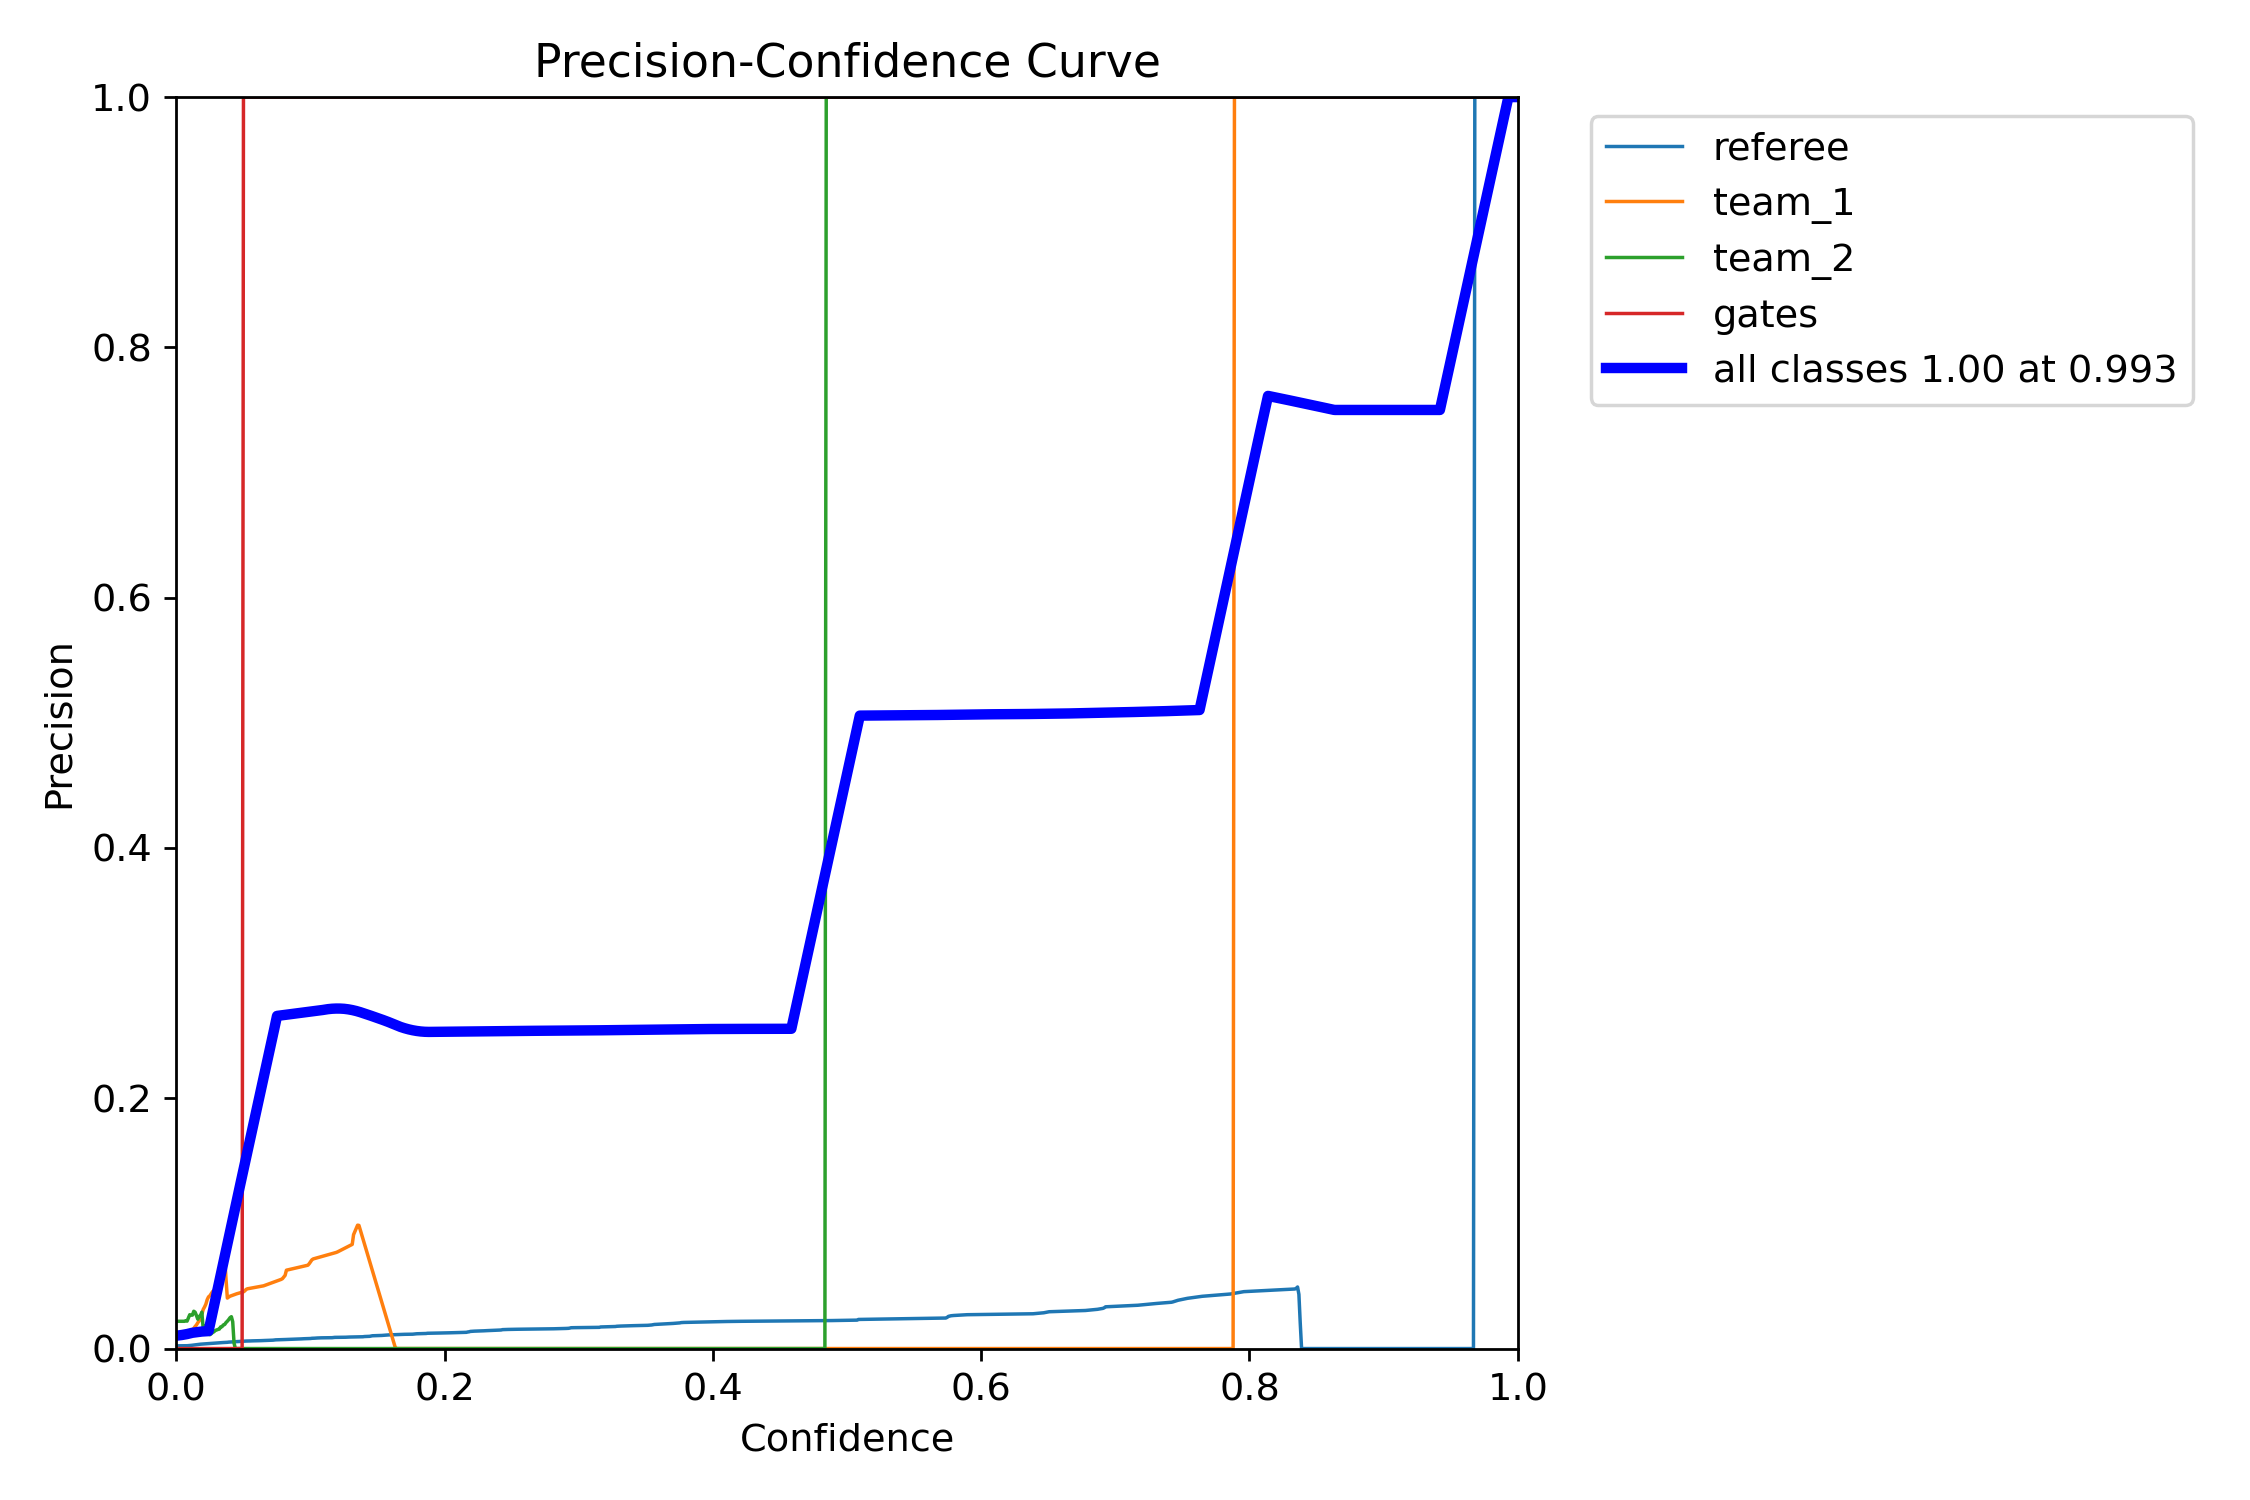 Precision-Confidence Curve
1.0
0.8
0.6
0.4
0.2
0.0
Precision
0.0 0.2 0.4 0.6 0.8 1.0
Confidence
referee
team_1
team_2
gates
all classes 1.00 at 0.993